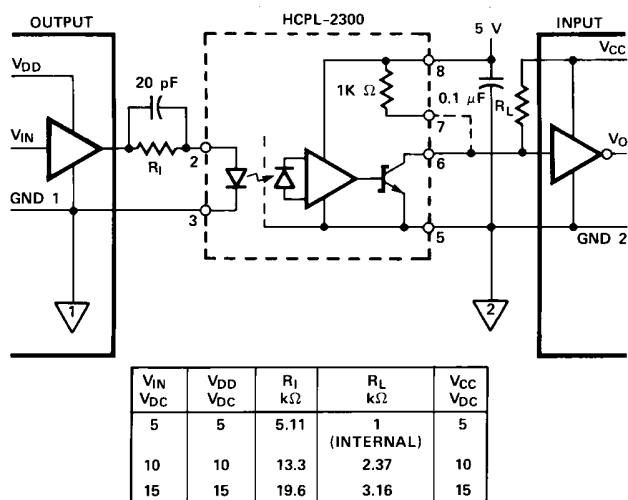 OUTPUT
HCPL-2300
INPUT
5 V
VDD
VCC
20 pF
8
1K Ω
0.1 μF
RL
7
VIN
VO
2
6
RI
GND 1
3
5
GND 2
1
2
VIN VDC VDD VDC RI kΩ RL kΩ VCC VDC
5 5 5.11 1 (INTERNAL) 5
10 10 13.3 2.37 10
15 15 19.6 3.16 15